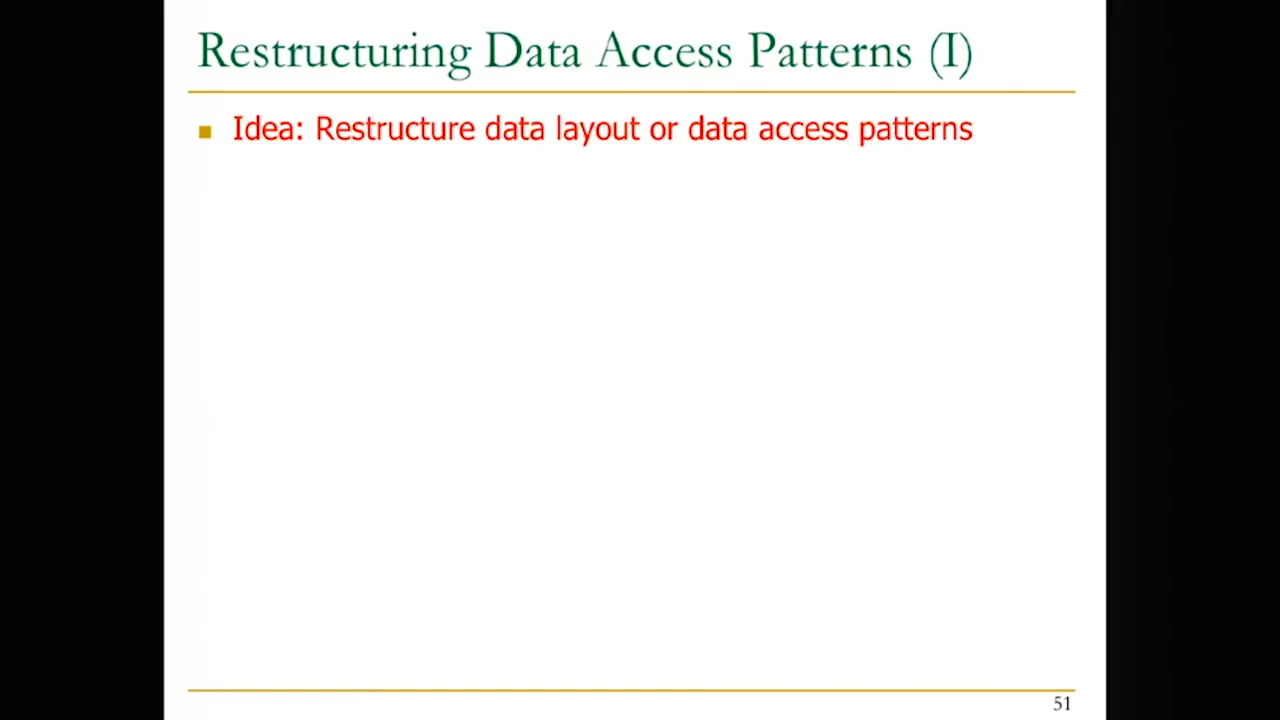 Restructuring Data Access Patterns (I)
Idea: Restructure data layout or data access patterns
51